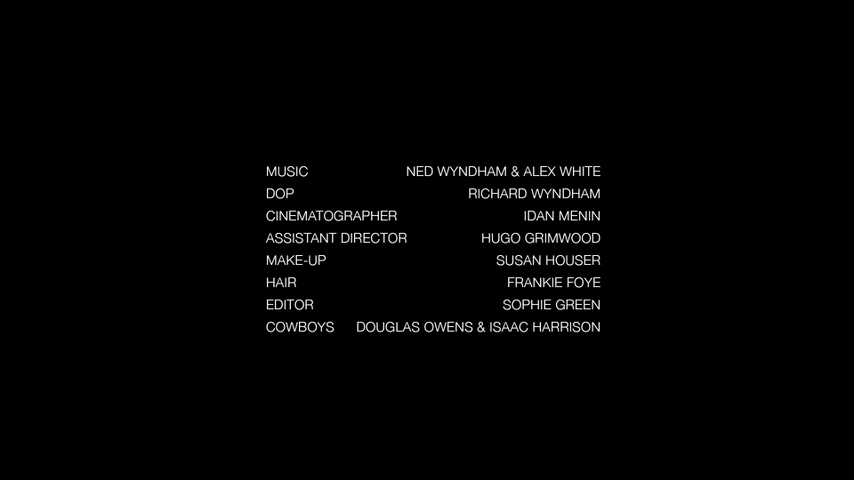 MUSIC NED WYNDHAM & ALEX WHITE
DOP RICHARD WYNDHAM
CINEMATOGRAPHER IDAN MENIN
ASSISTANT DIRECTOR HUGO GRIMWOOD
MAKE-UP SUSAN HOUSER
HAIR FRANKIE FOYE
EDITOR SOPHIE GREEN
COWBOYS DOUGLAS OWENS & ISAAC HARRISON